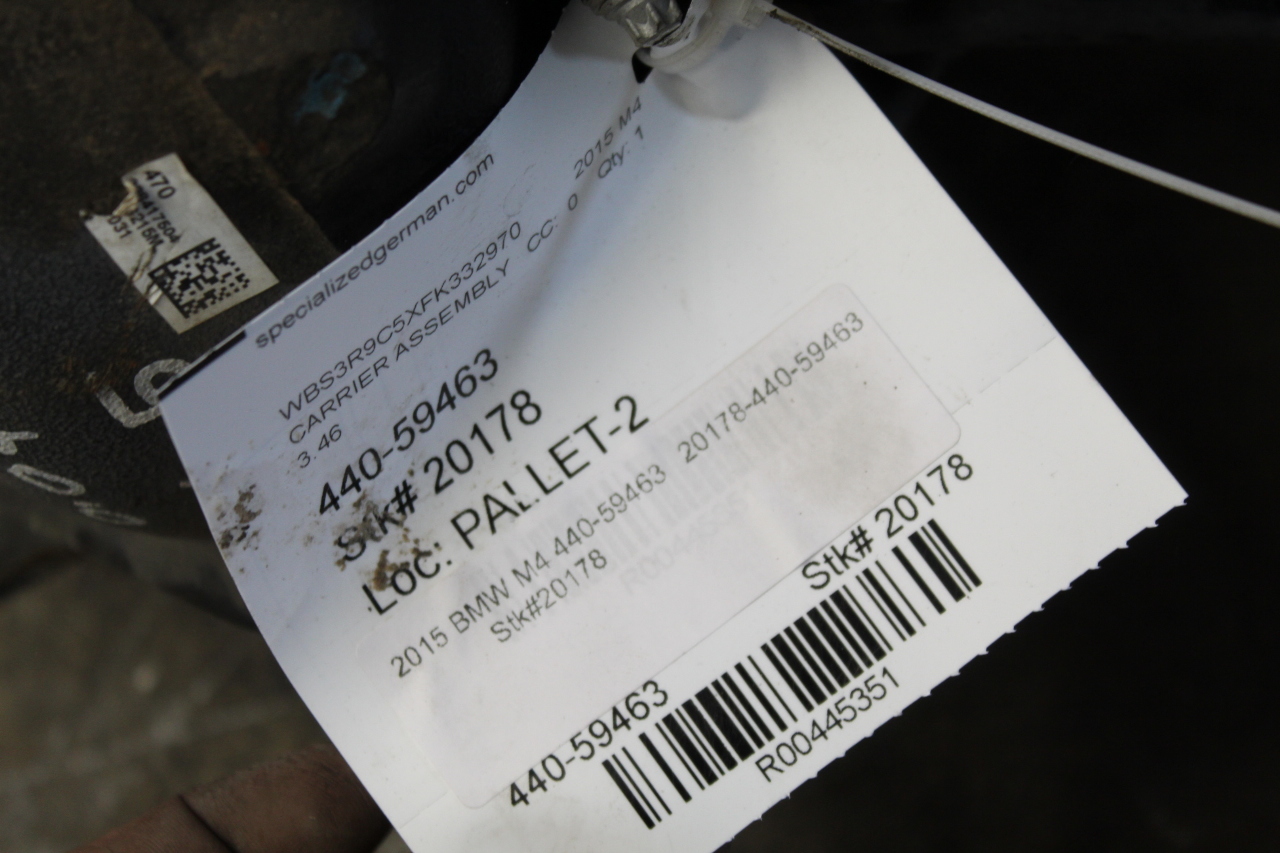 470
031
specializedgerman.com
WBS3R9C5XFK332970 2015 M4
CARRIER ASSEMBLY CC: 0 Qty: 1
3.46
440-59463
Stk# 20178
Loc: PALLET-2
2015 BMW M4 440-59463 20178-440-59463
Stk#20178
440-59463 Stk# 20178
R00445351